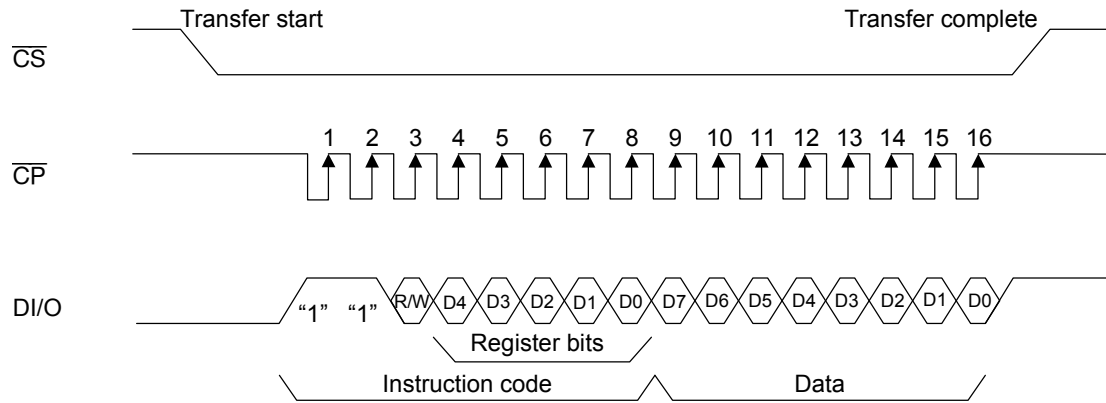 Transfer start Transfer complete
CS
1 2 3 4 5 6 7 8 9 10 11 12 13 14 15 16
CP
DI/O “1” “1” R/W D4 D3 D2 D1 D0 D7 D6 D5 D4 D3 D2 D1 D0
Register bits
Instruction code Data